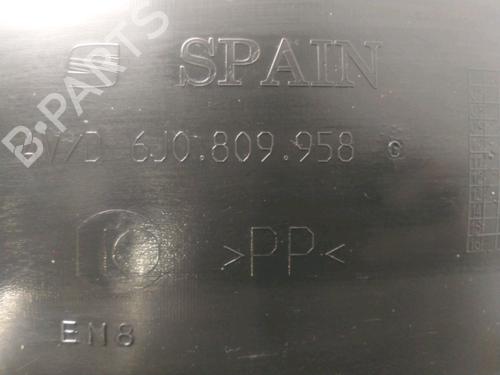 SPAIN
V/D 6J0.809.958 G
>PP<
EM8
B-PARTS